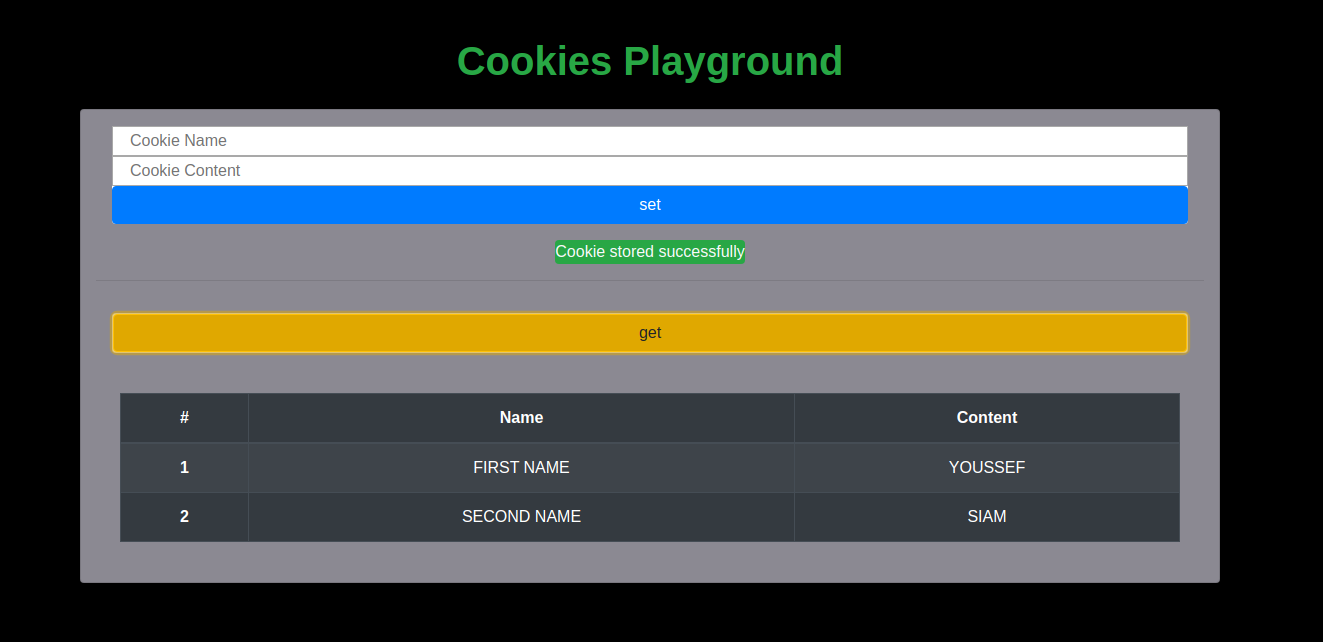 Cookies Playground
Cookie Name
Cookie Content
set
Cookie stored successfully
get
# Name Content
1 FIRST NAME YOUSSEF
2 SECOND NAME SIAM